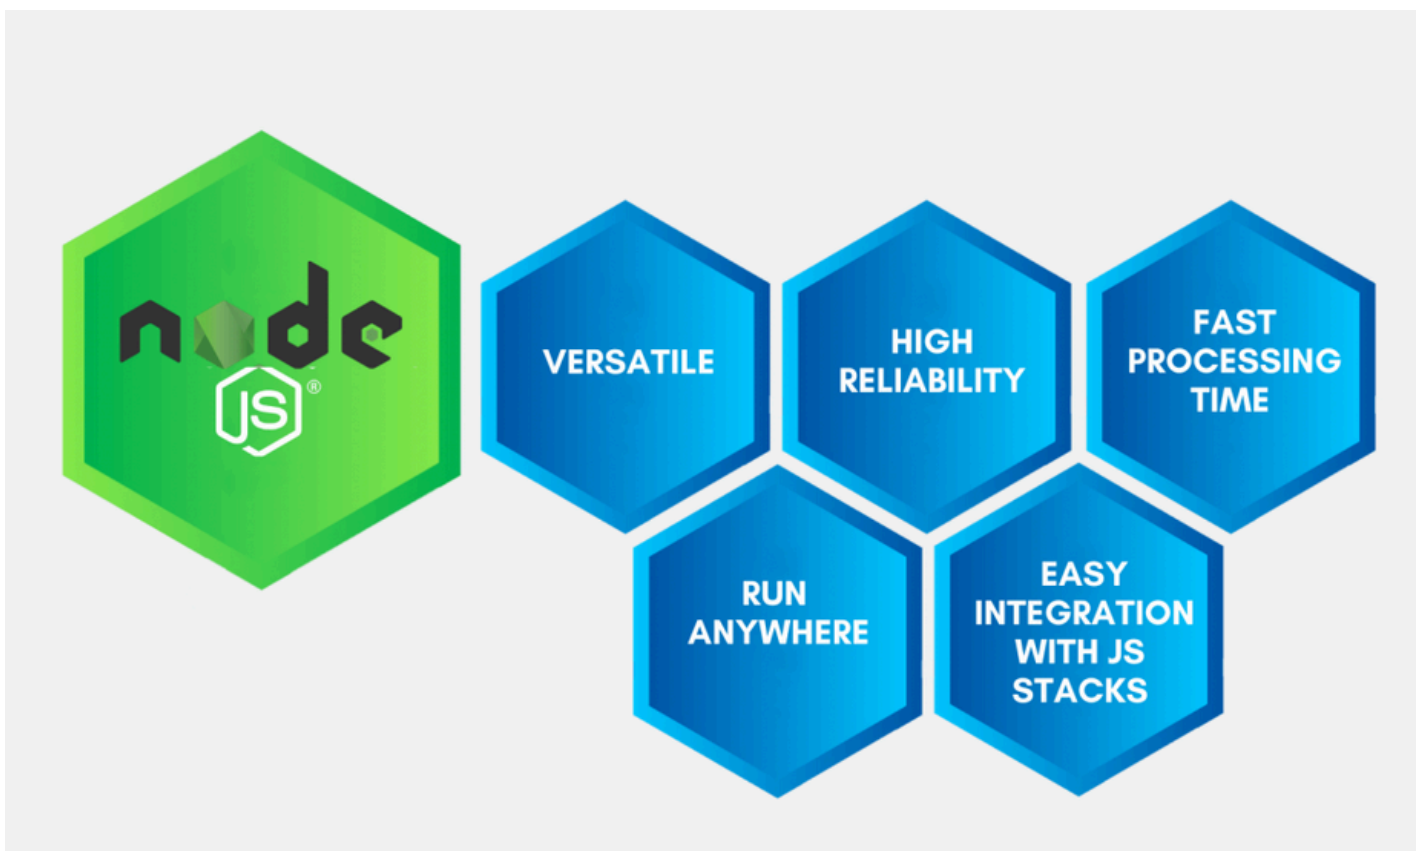 node
JS®
VERSATILE
HIGH
RELIABILITY
FAST
PROCESSING
TIME
RUN
ANYWHERE
EASY
INTEGRATION
WITH JS
STACKS